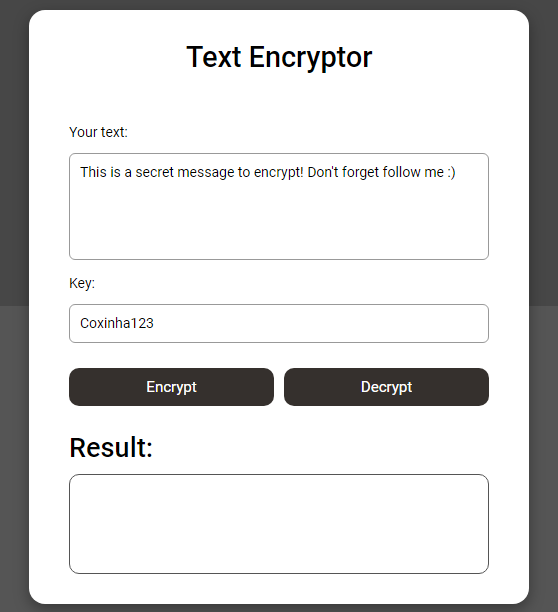 Text Encryptor
Your text:
This is a secret message to encrypt! Don't forget follow me :)
Key:
Coxinha123
Encrypt
Decrypt
Result: